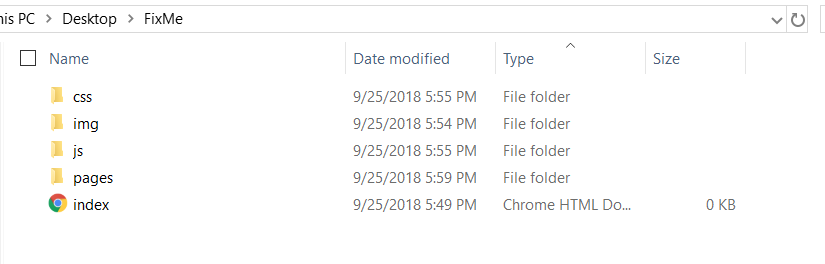 his PC > Desktop > FixMe
Name Date modified Type Size
css 9/25/2018 5:55 PM File folder
img 9/25/2018 5:54 PM File folder
js 9/25/2018 5:55 PM File folder
pages 9/25/2018 5:59 PM File folder
index 9/25/2018 5:49 PM Chrome HTML Do... 0 KB